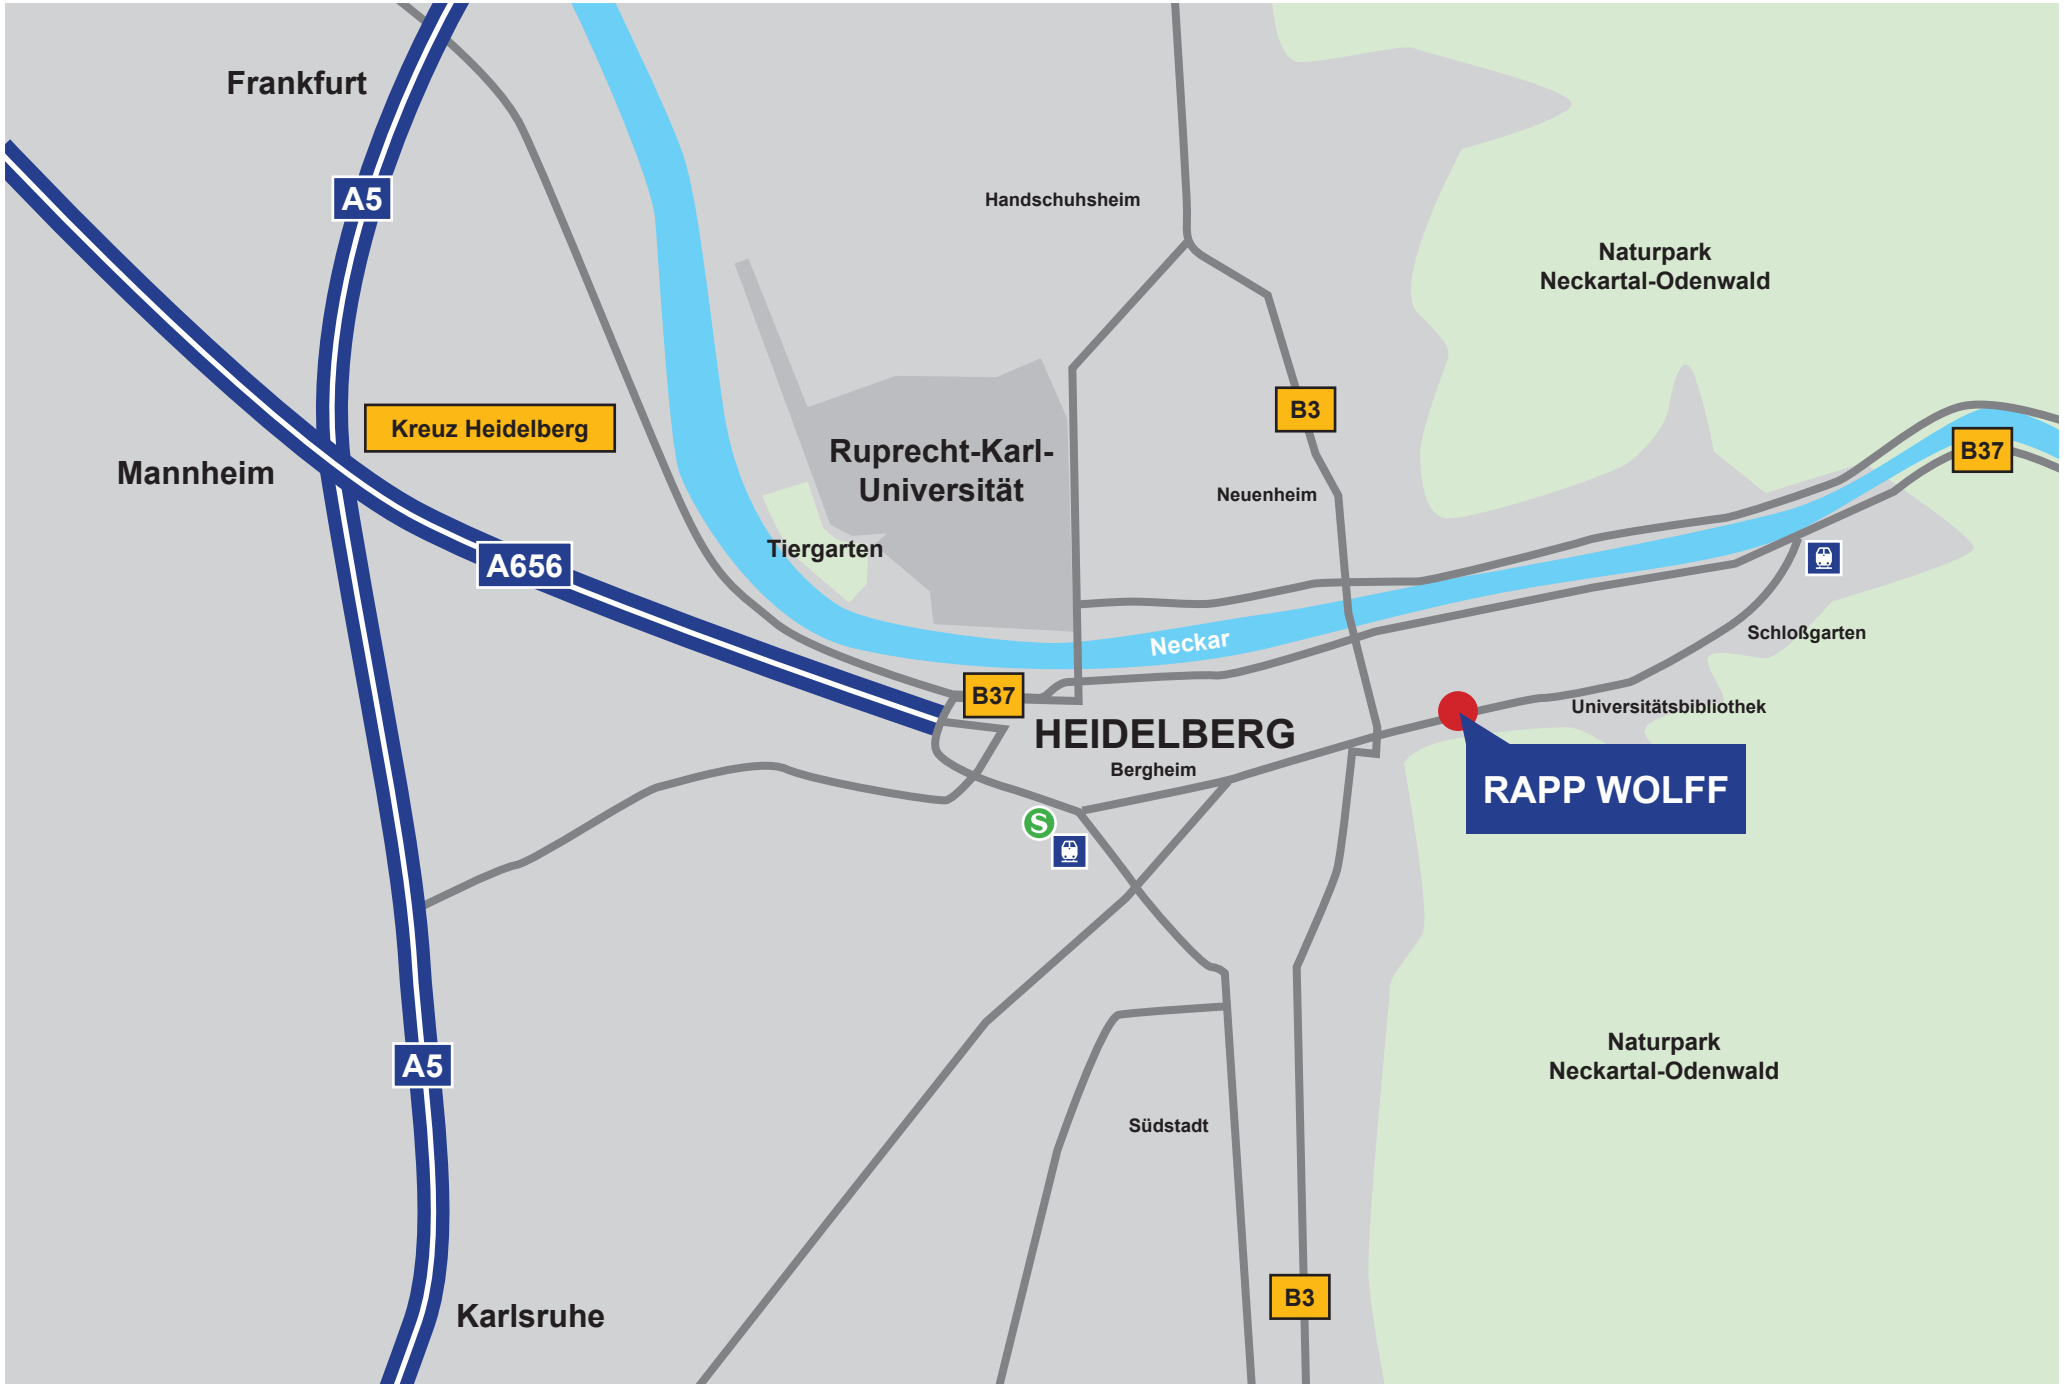 Frankfurt
A5
Handschuhsheim
Naturpark
Neckartal-Odenwald
B3
Kreuz Heidelberg
Mannheim
Ruprecht-Karl-
Universität
Neuenheim
B37
Tiergarten
A656
Neckar
Schloßgarten
B37
HEIDELBERG
Bergheim
Universitätsbibliothek
RAPP WOLFF
S
A5
Naturpark
Neckartal-Odenwald
Südstadt
B3
Karlsruhe